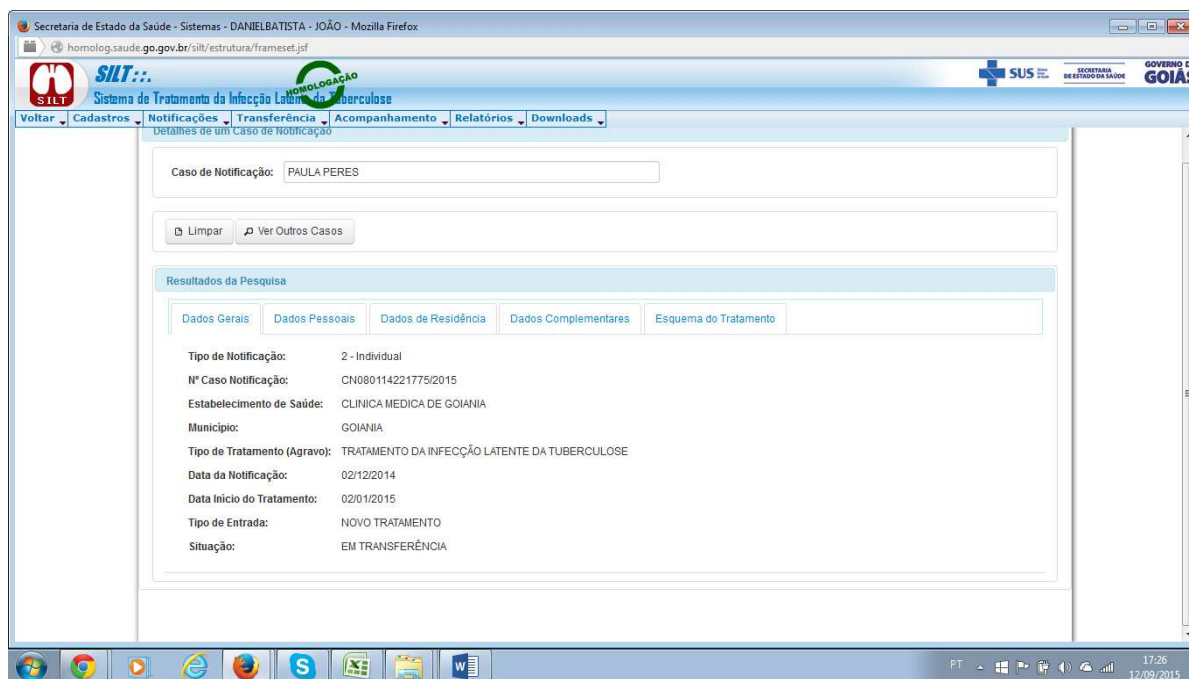 Secretaria de Estado da Saúde - Sistemas - DANIELBATISTA - JOÃO - Mozilla Firefox
homolog.saude.go.gov.br/silt/estrutura/frameset.jsf
SILT
SILT::.
HOMOLOGAÇÃO
Sistema de Tratamento da Infecção Latente da Tuberculose
SUS
SECRETARIA DE ESTADO DA SAÚDE
GOVERNO D
GOIÁS
Voltar Cadastros Notificações Transferência Acompanhamento Relatórios Downloads
Detalhes de um Caso de Notificação
Caso de Notificação: PAULA PERES
Limpar Ver Outros Casos
Resultados da Pesquisa
Dados Gerais Dados Pessoais Dados de Residência Dados Complementares Esquema do Tratamento
Tipo de Notificação: 2 - Individual
Nº Caso Notificação: CN080114221775/2015
Estabelecimento de Saúde: CLINICA MEDICA DE GOIANIA
Município: GOIANIA
Tipo de Tratamento (Agravo): TRATAMENTO DA INFECÇÃO LATENTE DA TUBERCULOSE
Data da Notificação: 02/12/2014
Data Início do Tratamento: 02/01/2015
Tipo de Entrada: NOVO TRATAMENTO
Situação: EM TRANSFERÊNCIA
PT
17:26
12/09/2015